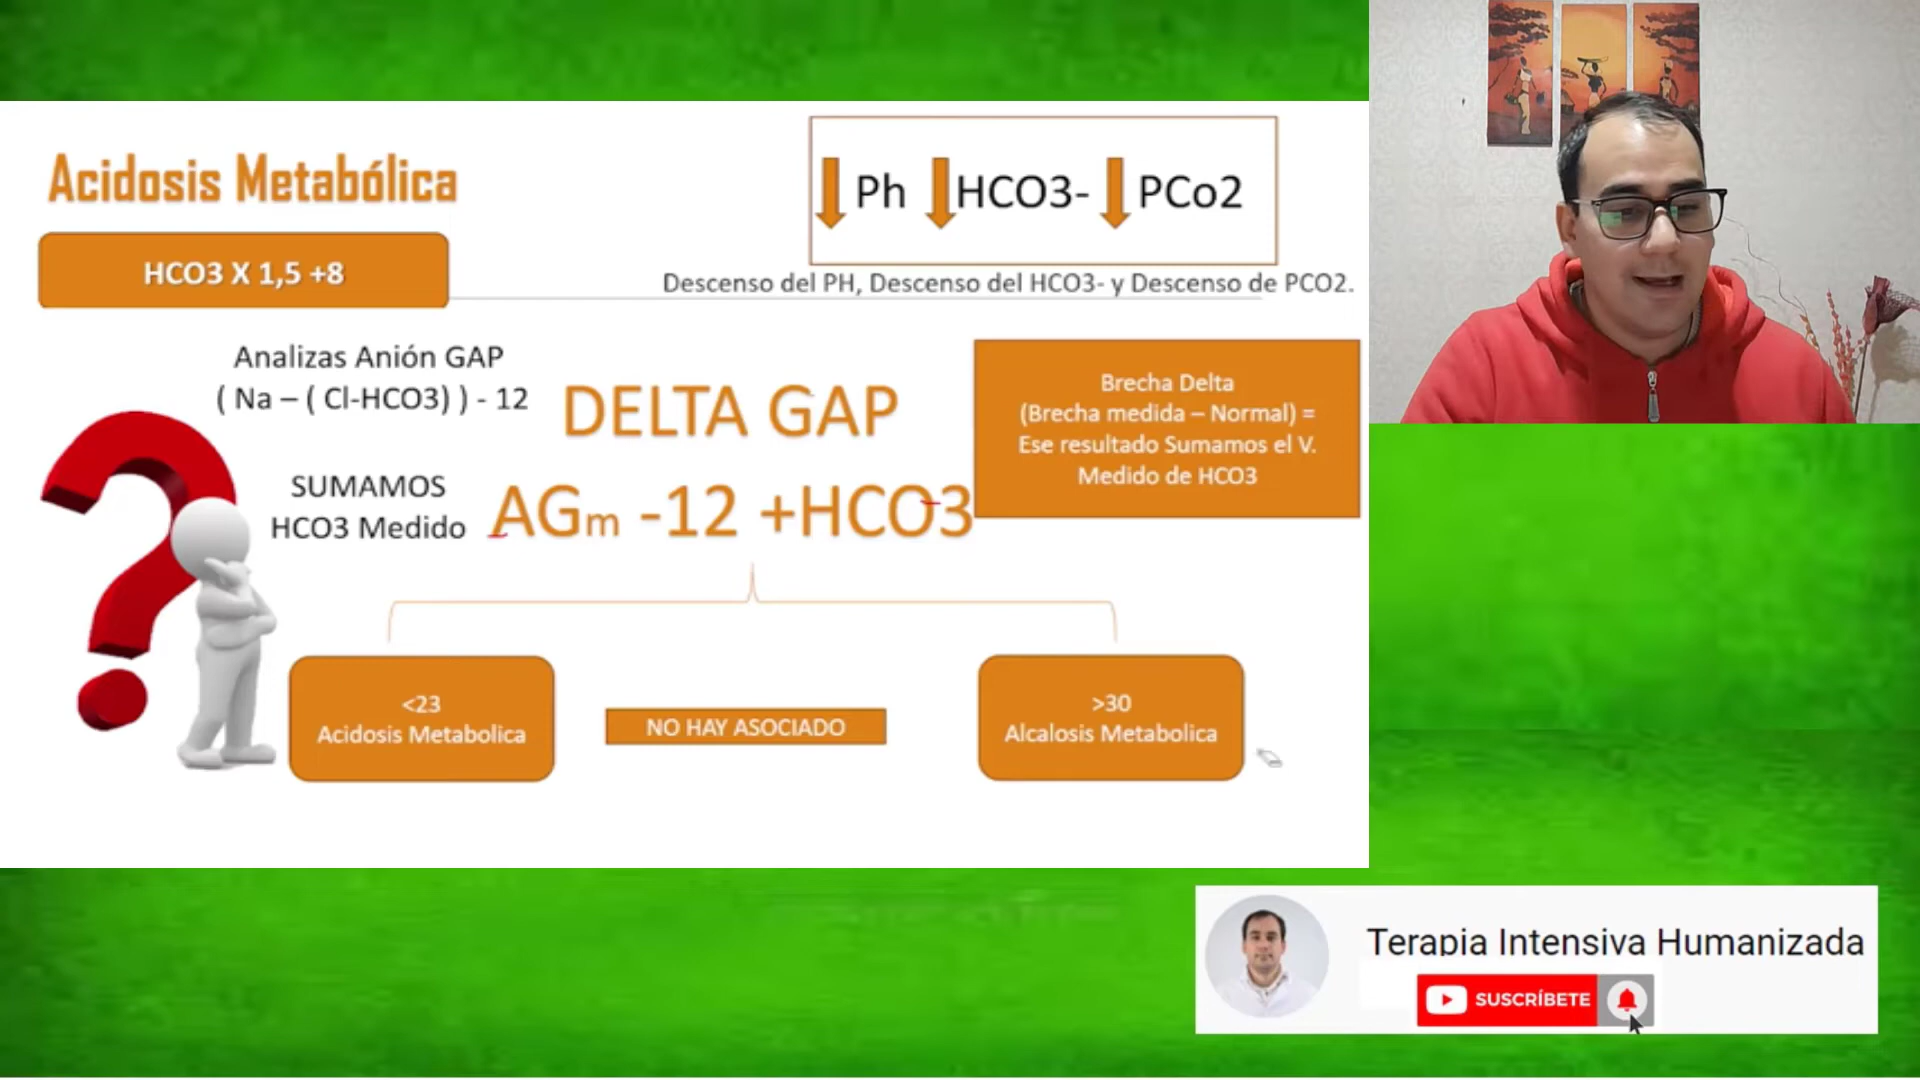 Acidosis Metabólica
HCO3 X 1,5 +8
Ph HCO3- PCo2
Descenso del PH, Descenso del HCO3- y Descenso de PCO2.
Analizas Anión GAP
( Na – ( Cl-HCO3) ) - 12
SUMAMOS
HCO3 Medido
DELTA GAP
AGm -12 +HCO3
Brecha Delta
(Brecha medida – Normal) =
Ese resultado Sumamos el V.
Medido de HCO3
<23
Acidosis Metabolica
NO HAY ASOCIADO
>30
Alcalosis Metabolica
Terapia Intensiva Humanizada
SUSCRÍBETE